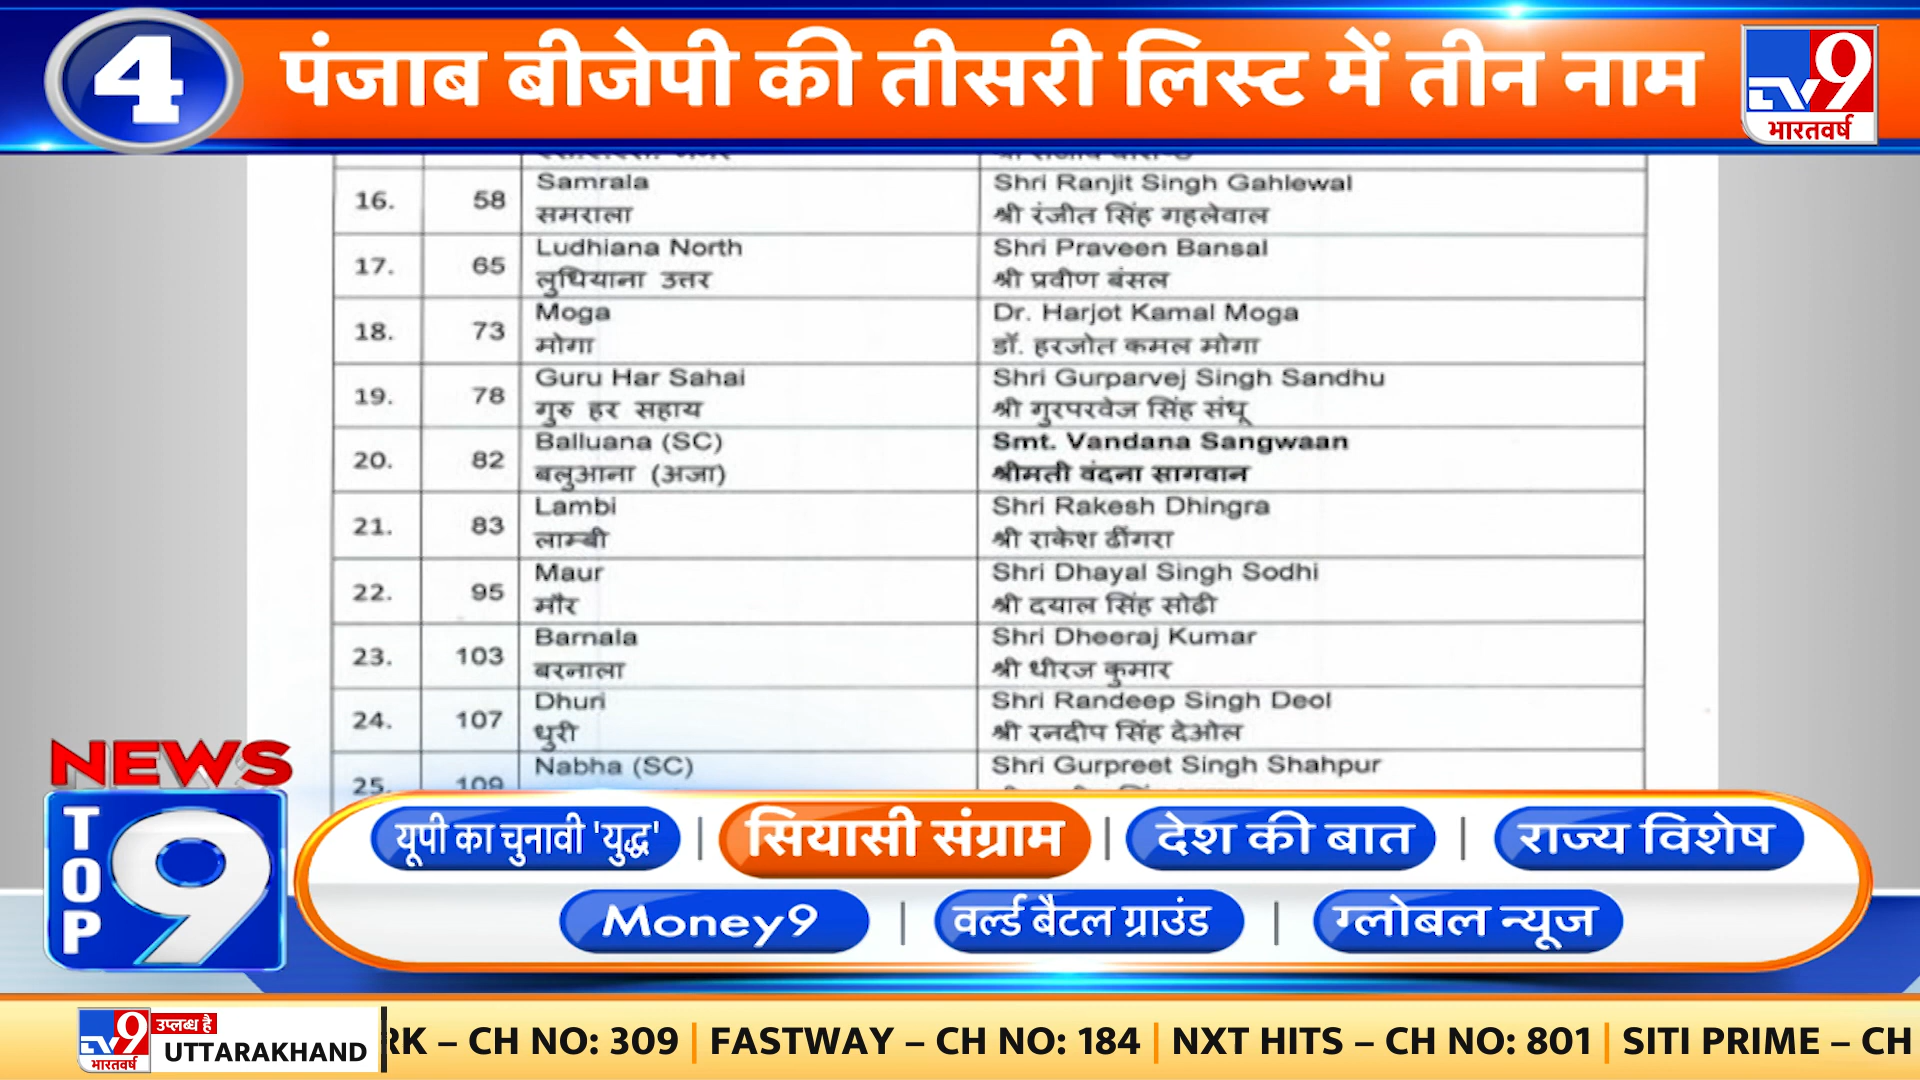 4 पंजाब बीजेपी की तीसरी लिस्ट में तीन नाम
TV9 भारतवर्ष
16. 58 Samrala Shri Ranjit Singh Gahlewal
समराला श्री रंजीत सिंह गहलेवाल
17. 65 Ludhiana North Shri Praveen Bansal
लुधियाना उत्तर श्री प्रवीण बंसल
18. 73 Moga Dr. Harjot Kamal Moga
मोगा डॉ. हरजोत कमल मोगा
19. 78 Guru Har Sahai Shri Gurparvej Singh Sandhu
गुरु हर सहाय श्री गुरपरवेज सिंह संधू
20. 82 Balluana (SC) Smt. Vandana Sangwaan
बलुआना (अजा) श्रीमती वंदना सागवान
21. 83 Lambi Shri Rakesh Dhingra
लाम्बी श्री राकेश ढींगरा
22. 95 Maur Shri Dhayal Singh Sodhi
मौर श्री दयाल सिंह सोढी
23. 103 Barnala Shri Dheeraj Kumar
बरनाला श्री धीरज कुमार
24. 107 Dhuri Shri Randeep Singh Deol
धुरी श्री रनदीप सिंह देओल
25. 109 Nabha (SC) Shri Gurpreet Singh Shahpur
NEWS
TOP 9
यूपी का चुनावी 'युद्ध' | सियासी संग्राम | देश की बात | राज्य विशेष
Money9 | वर्ल्ड बैटल ग्राउंड | ग्लोबल न्यूज
TV9 भारतवर्ष उप्लब्ध है UTTARAKHAND RK – CH NO: 309 | FASTWAY – CH NO: 184 | NXT HITS – CH NO: 801 | SITI PRIME – CH